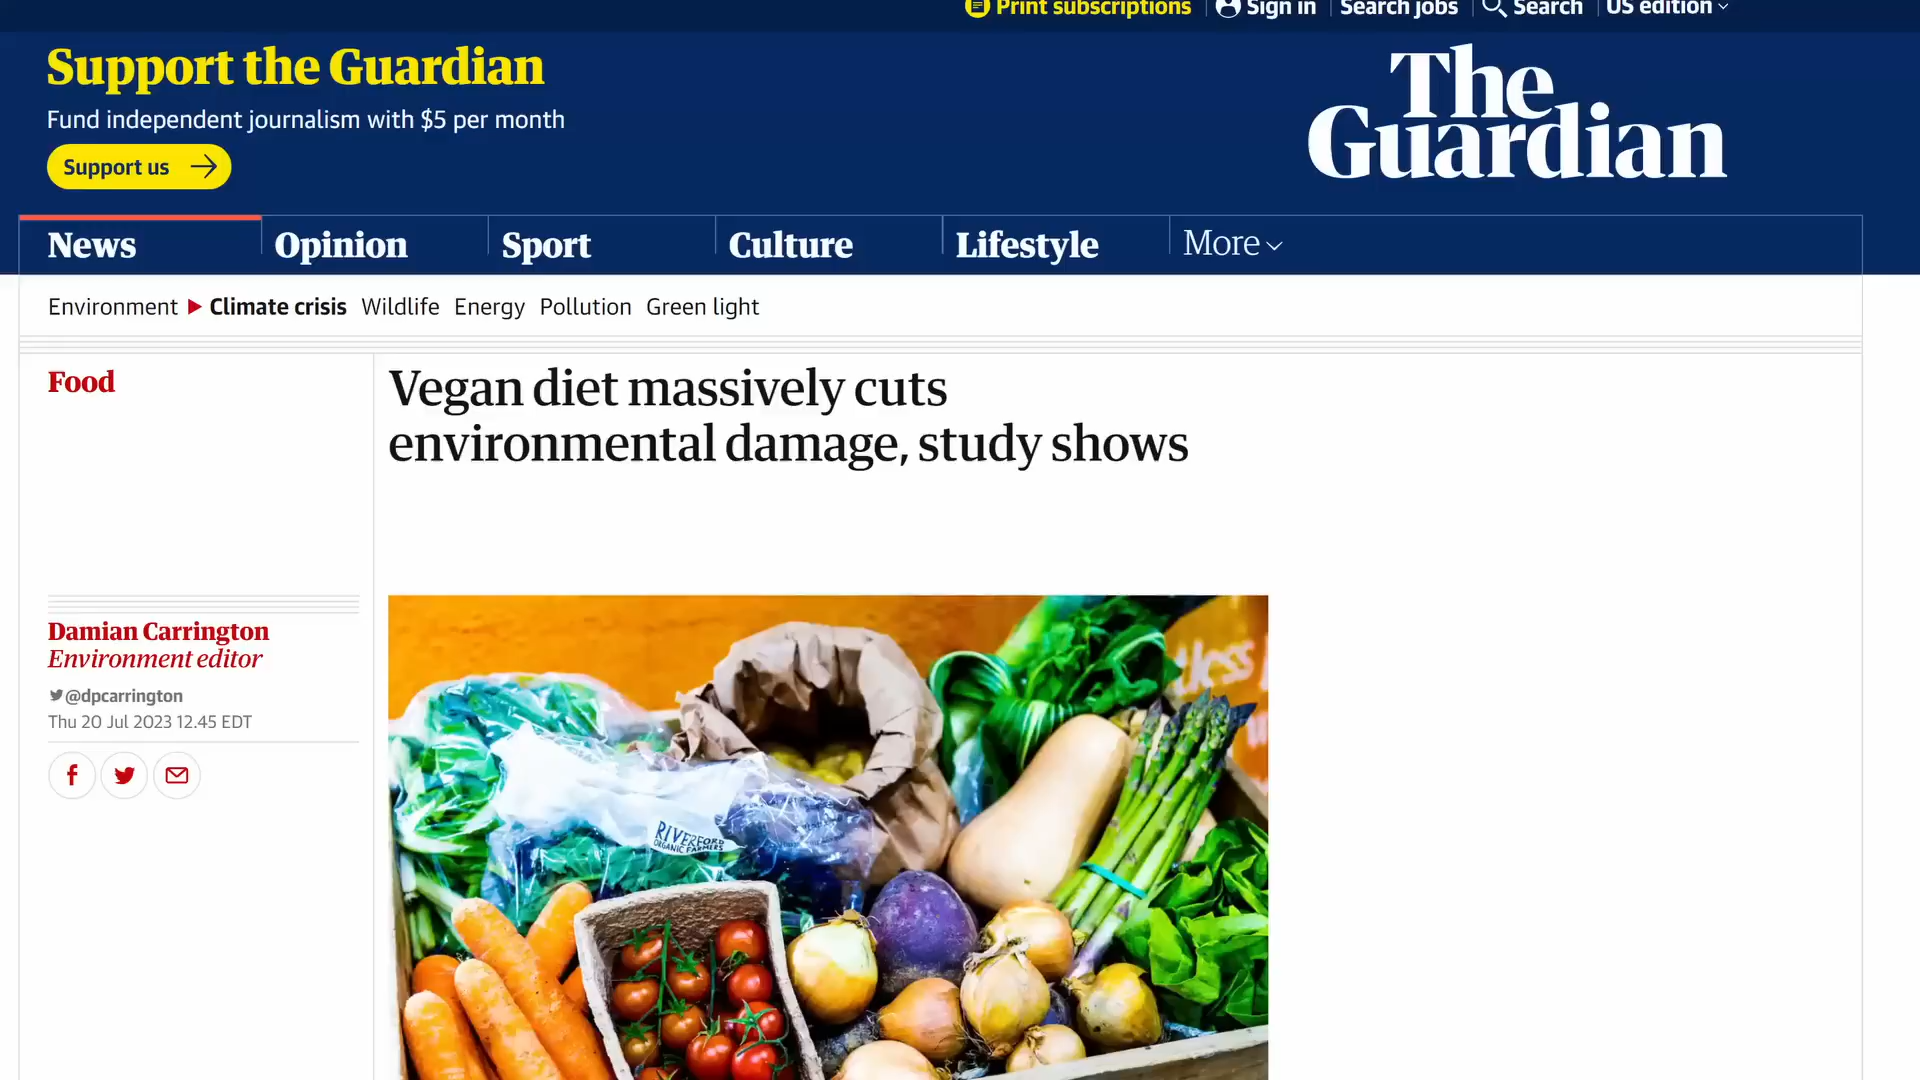 Print subscriptions Sign in Search jobs Search US edition
Support the Guardian
Fund independent journalism with $5 per month
Support us
The
Guardian
News Opinion Sport Culture Lifestyle More
Environment Climate crisis Wildlife Energy Pollution Green light
Food
Vegan diet massively cuts
environmental damage, study shows
Damian Carrington
Environment editor
@dpcarrington
Thu 20 Jul 2023 12.45 EDT
less
RIVERFORD
ORGANIC FARMERS